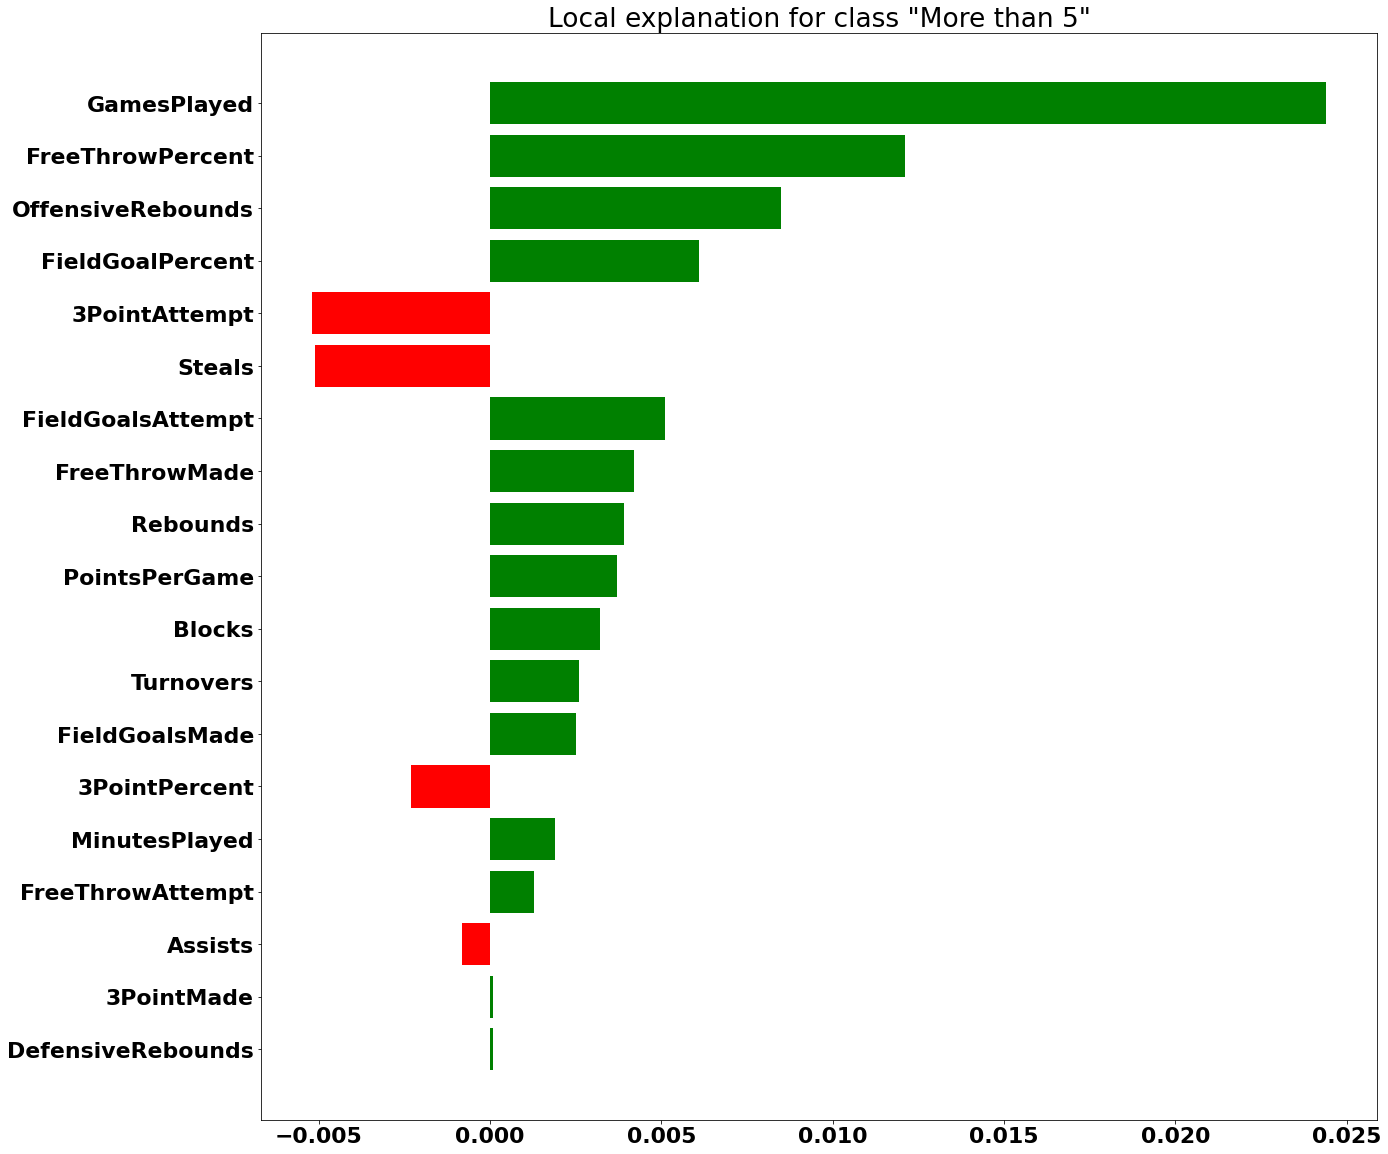 Local explanation for class "More than 5"
GamesPlayed
FreeThrowPercent
OffensiveRebounds
FieldGoalPercent
3PointAttempt
Steals
FieldGoalsAttempt
FreeThrowMade
Rebounds
PointsPerGame
Blocks
Turnovers
FieldGoalsMade
3PointPercent
MinutesPlayed
FreeThrowAttempt
Assists
3PointMade
DefensiveRebounds
−0.005 0.000 0.005 0.010 0.015 0.020 0.025